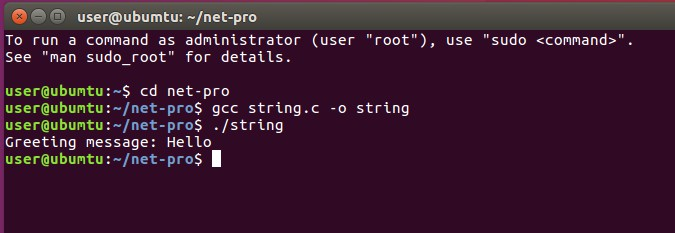 user@ubumtu: ~/net-pro
To run a command as administrator (user "root"), use "sudo <command>".
See "man sudo_root" for details.
user@ubumtu:~$ cd net-pro
user@ubumtu:~/net-pro$ gcc string.c -o string
user@ubumtu:~/net-pro$ ./string
Greeting message: Hello
user@ubumtu:~/net-pro$